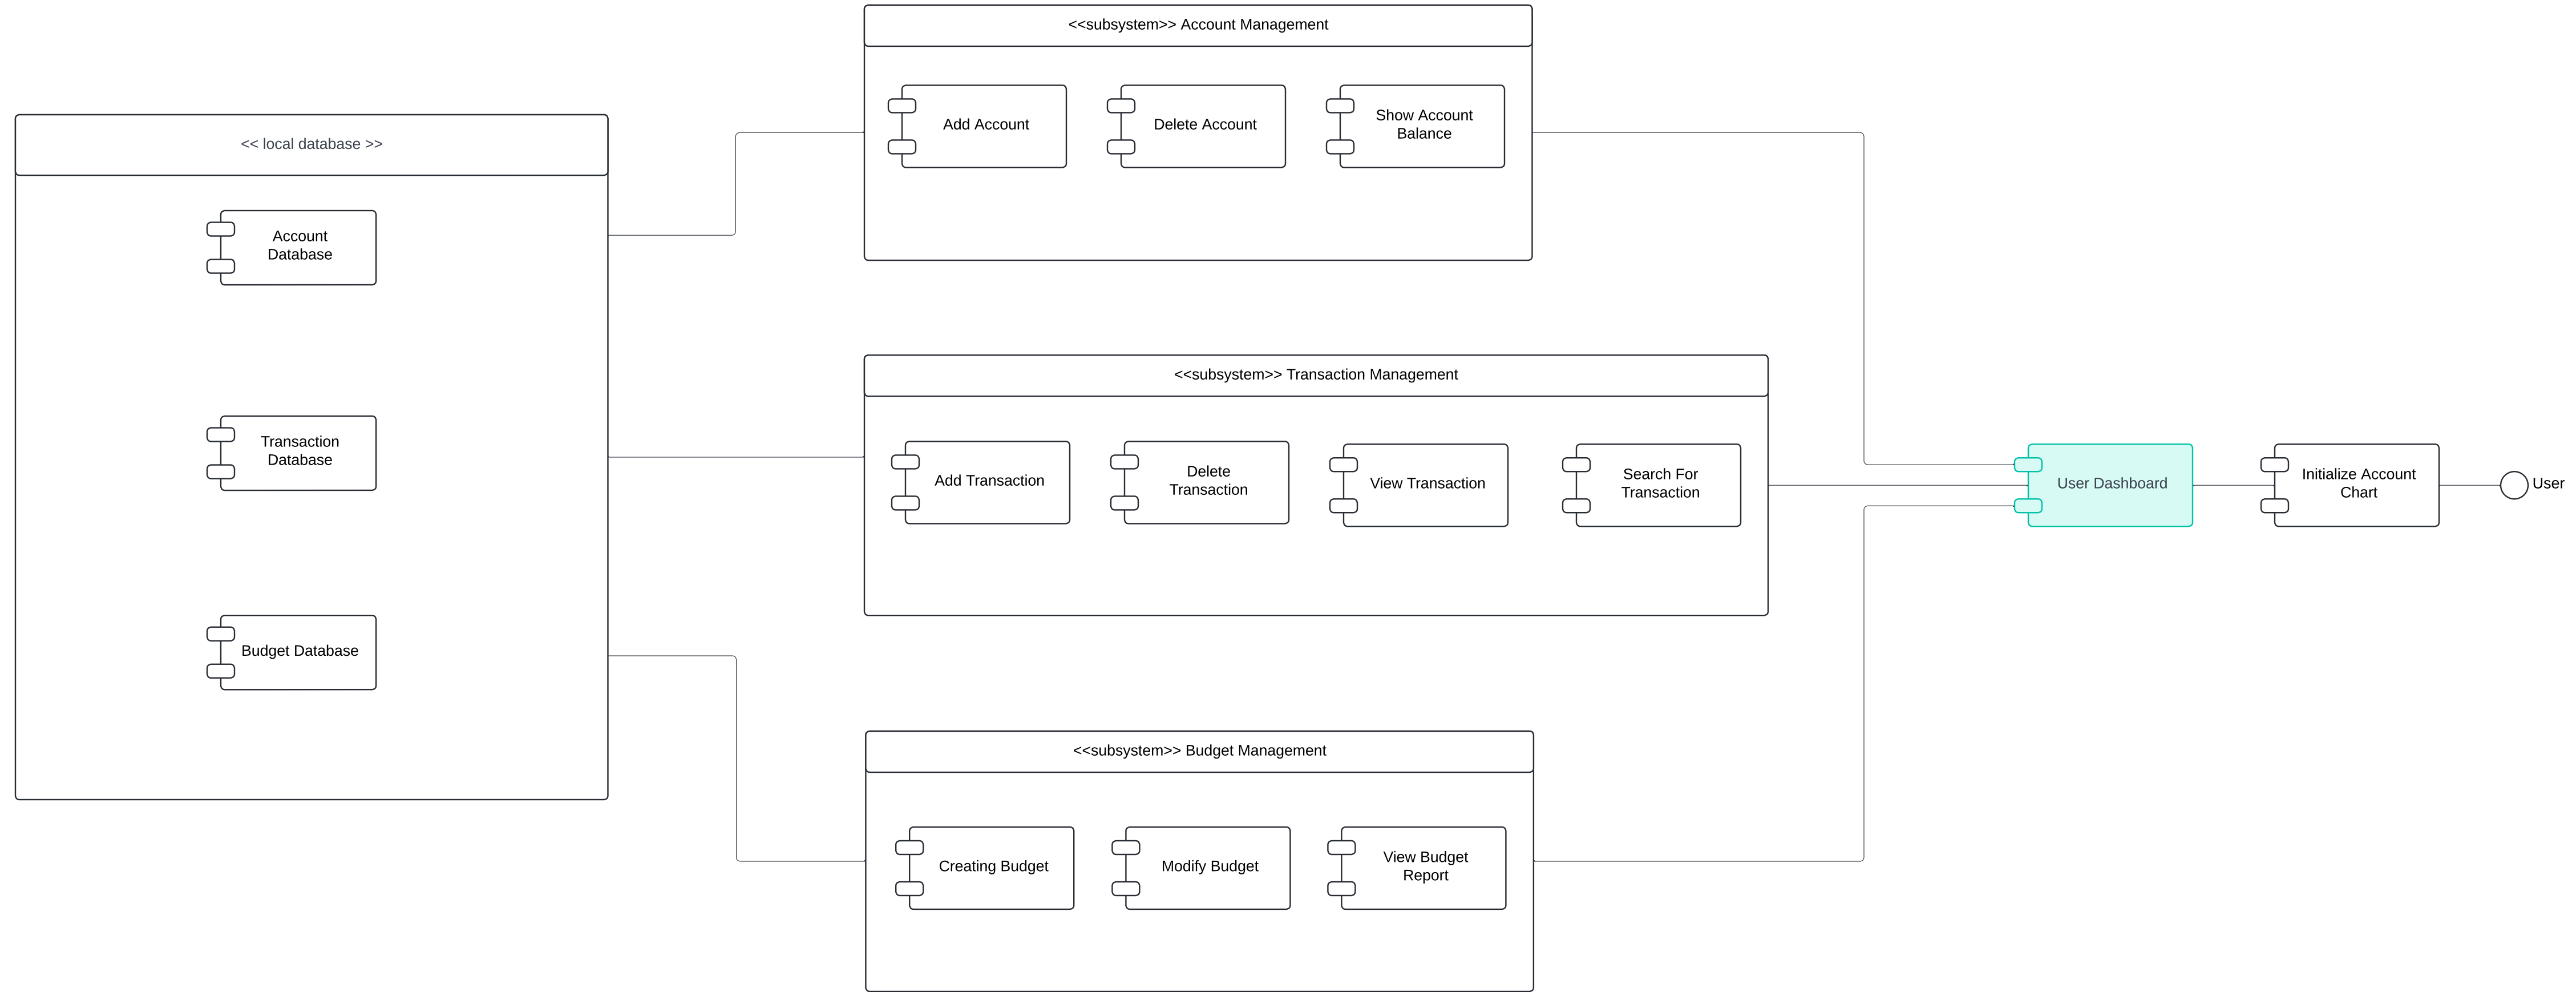 <<subsystem>> Account Management
Add Account
Delete Account
Show Account
Balance
<< local database >>
Account
Database
Transaction
Database
Budget Database
<<subsystem>> Transaction Management
Add Transaction
Delete
Transaction
View Transaction
Search For
Transaction
User Dashboard
Initialize Account
Chart
User
<<subsystem>> Budget Management
Creating Budget
Modify Budget
View Budget
Report